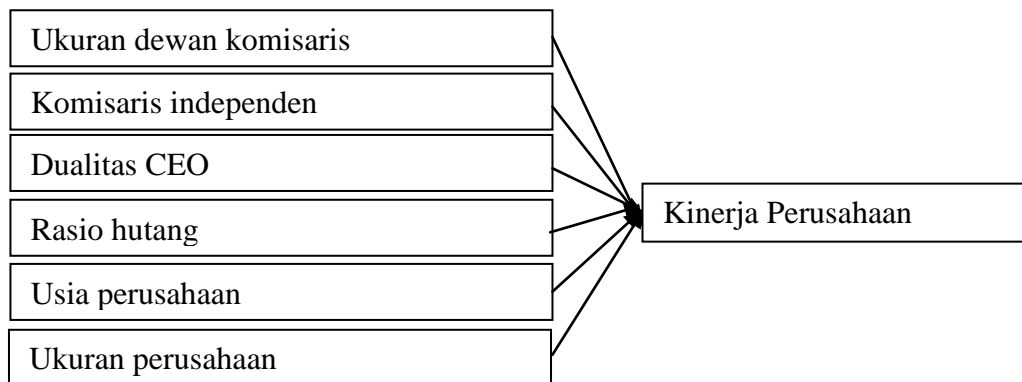 Ukuran dewan komisaris
Komisaris independen
Dualitas CEO
Rasio hutang
Usia perusahaan
Ukuran perusahaan
Kinerja Perusahaan